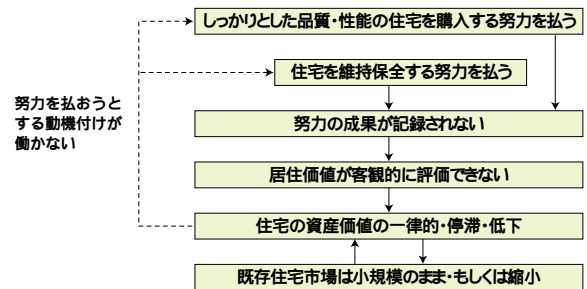 しっかりとした品質・性能の住宅を購入する努力を払う
住宅を維持保全する努力を払う
努力を払おうと
する動機付けが
働かない
努力の成果が記録されない
居住価値が客観的に評価できない
住宅の資産価値の一律的・停滞・低下
既存住宅市場は小規模のまま・もしくは縮小